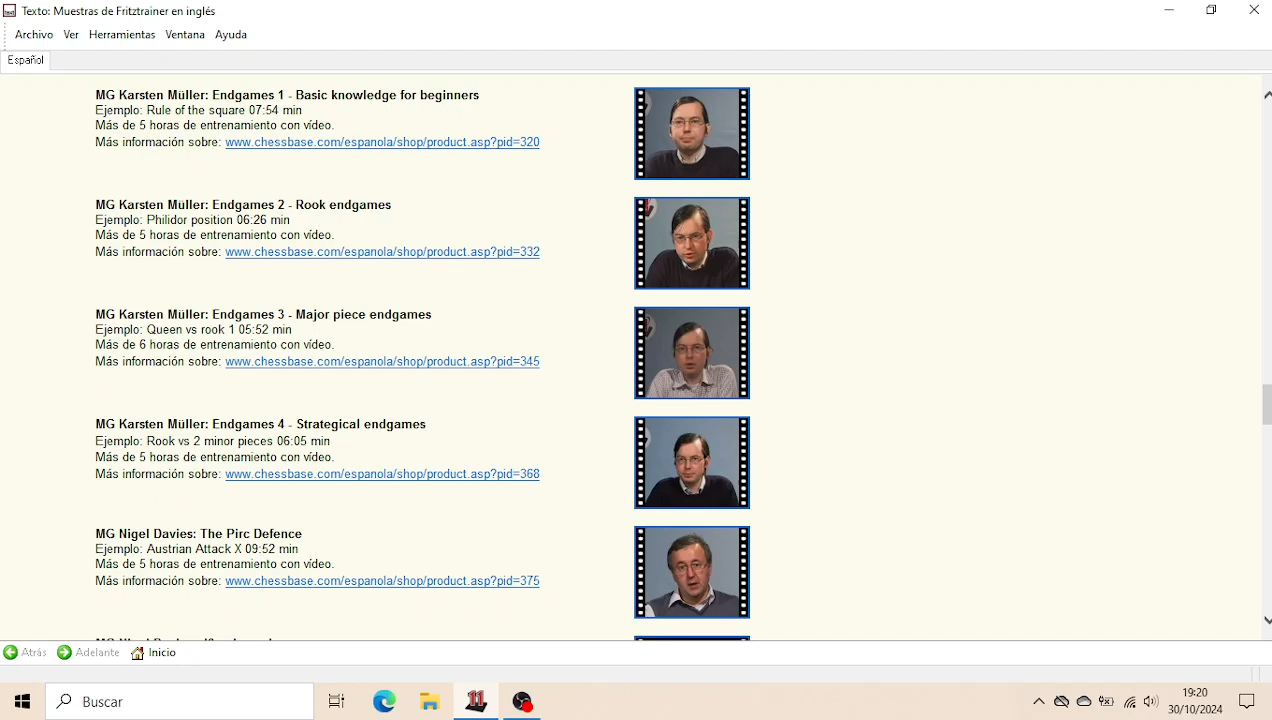 Texto: Muestras de Fritztrainer en inglés
Archivo Ver Herramientas Ventana Ayuda
Español
MG Karsten Müller: Endgames 1 - Basic knowledge for beginners
Ejemplo: Rule of the square 07:54 min
Más de 5 horas de entrenamiento con vídeo.
Más información sobre: www.chessbase.com/espanola/shop/product.asp?pid=320
MG Karsten Müller: Endgames 2 - Rook endgames
Ejemplo: Philidor position 06:26 min
Más de 5 horas de entrenamiento con vídeo.
Más información sobre: www.chessbase.com/espanola/shop/product.asp?pid=332
MG Karsten Müller: Endgames 3 - Major piece endgames
Ejemplo: Queen vs rook 1 05:52 min
Más de 6 horas de entrenamiento con vídeo.
Más información sobre: www.chessbase.com/espanola/shop/product.asp?pid=345
MG Karsten Müller: Endgames 4 - Strategical endgames
Ejemplo: Rook vs 2 minor pieces 06:05 min
Más de 5 horas de entrenamiento con vídeo.
Más información sobre: www.chessbase.com/espanola/shop/product.asp?pid=368
MG Nigel Davies: The Pirc Defence
Ejemplo: Austrian Attack X 09:52 min
Más de 5 horas de entrenamiento con vídeo.
Más información sobre: www.chessbase.com/espanola/shop/product.asp?pid=375
Atrás Adelante Inicio
Buscar
11
19:20
30/10/2024